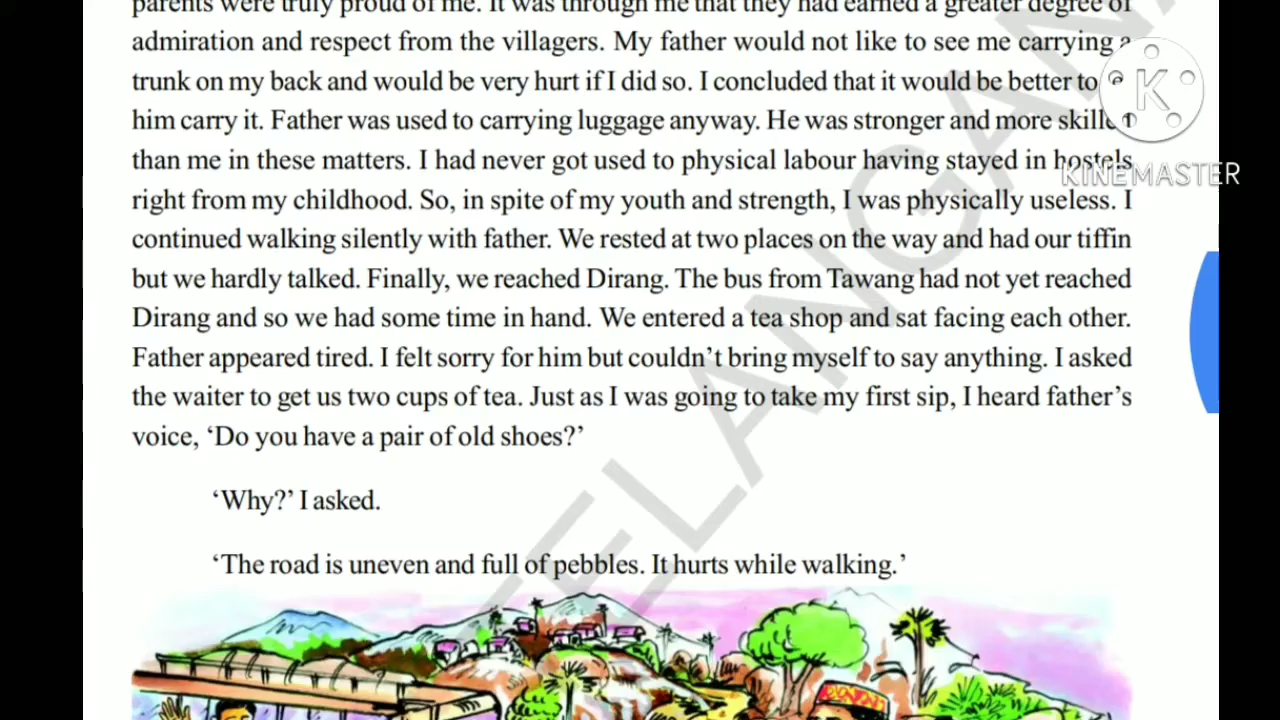 parents were truly proud of me. It was through me that they had earned a greater degree of
admiration and respect from the villagers. My father would not like to see me carrying a
trunk on my back and would be very hurt if I did so. I concluded that it would be better to
him carry it. Father was used to carrying luggage anyway. He was stronger and more skilled
than me in these matters. I had never got used to physical labour having stayed in hostels
right from my childhood. So, in spite of my youth and strength, I was physically useless. I
continued walking silently with father. We rested at two places on the way and had our tiffin
but we hardly talked. Finally, we reached Dirang. The bus from Tawang had not yet reached
Dirang and so we had some time in hand. We entered a tea shop and sat facing each other.
Father appeared tired. I felt sorry for him but couldn’t bring myself to say anything. I asked
the waiter to get us two cups of tea. Just as I was going to take my first sip, I heard father’s
voice, ‘Do you have a pair of old shoes?’
‘Why?’ I asked.
‘The road is uneven and full of pebbles. It hurts while walking.’
K
KINEMASTER
TELANGANA